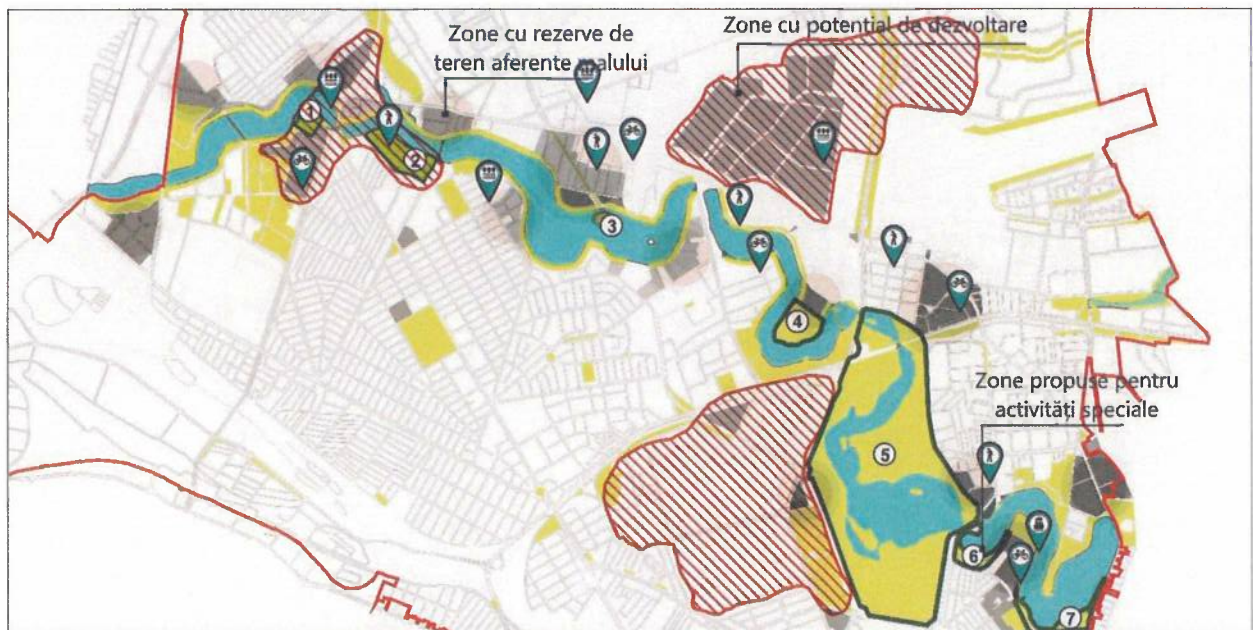 Zone cu rezerve de
teren aferente malului
Zone cu potential de dezvoltare
Zone propuse pentru
activități speciale
1
2
3
4
5
6
7